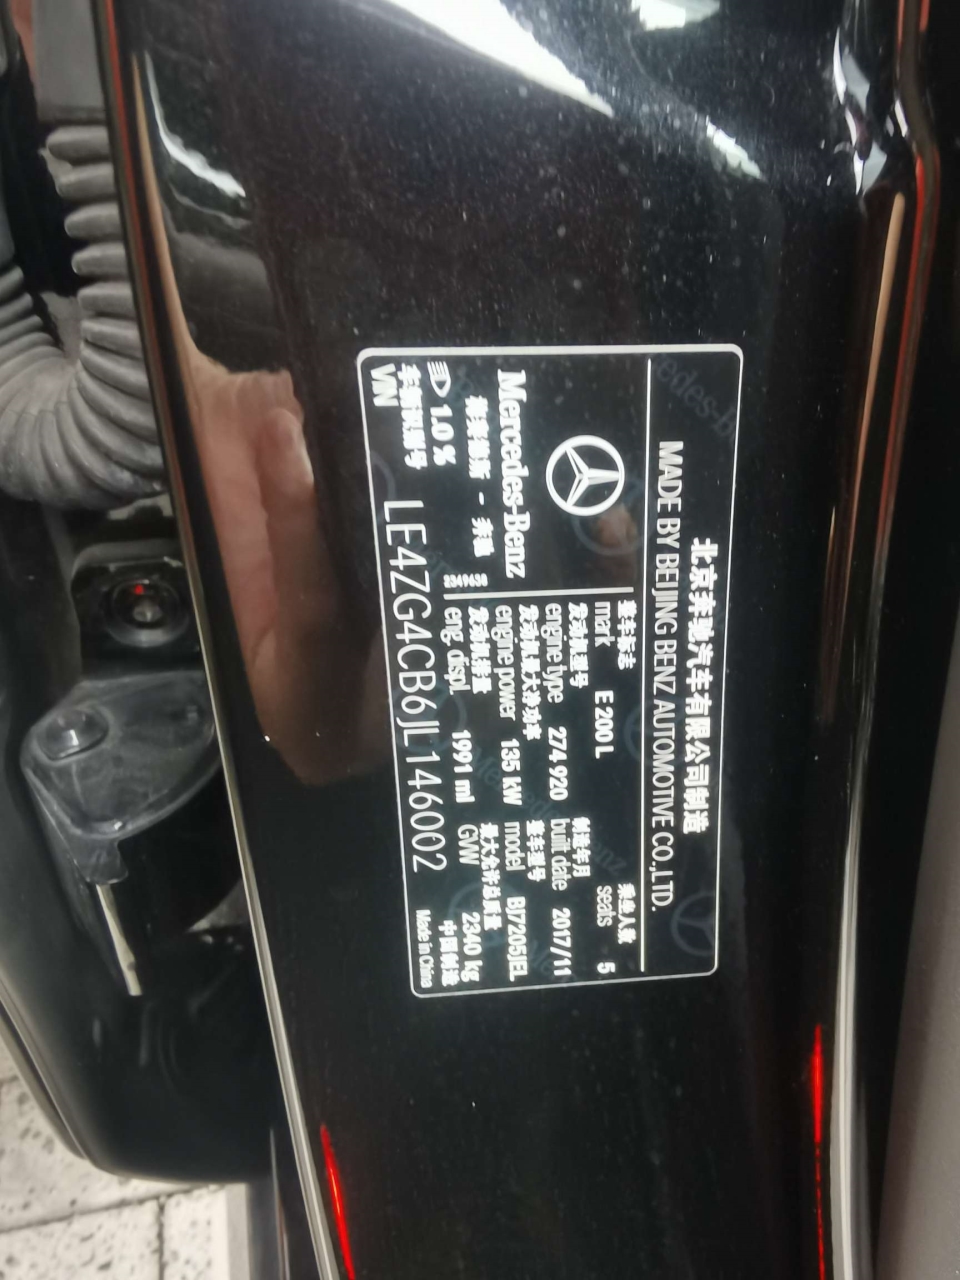 北京奔驰汽车有限公司制造
MADE BY BEIJING BENZ AUTOMOTIVE CO.,LTD.
Mercedes-Benz
梅赛德斯 - 奔驰
2349638
1.0 %
整车标志
mark E 200 L
乘坐人数
seats 5
发动机型号
engine type 274 920
制造年月
built date 2017/11
发动机最大净功率
engine power 135 kW
整车型号
model BJ7205JEL
发动机排量
eng. displ. 1991 ml
最大允许总质量
GVW 2340 kg
车辆识别号
VIN LE4ZG4CB6JL146002
中国制造
Made in China